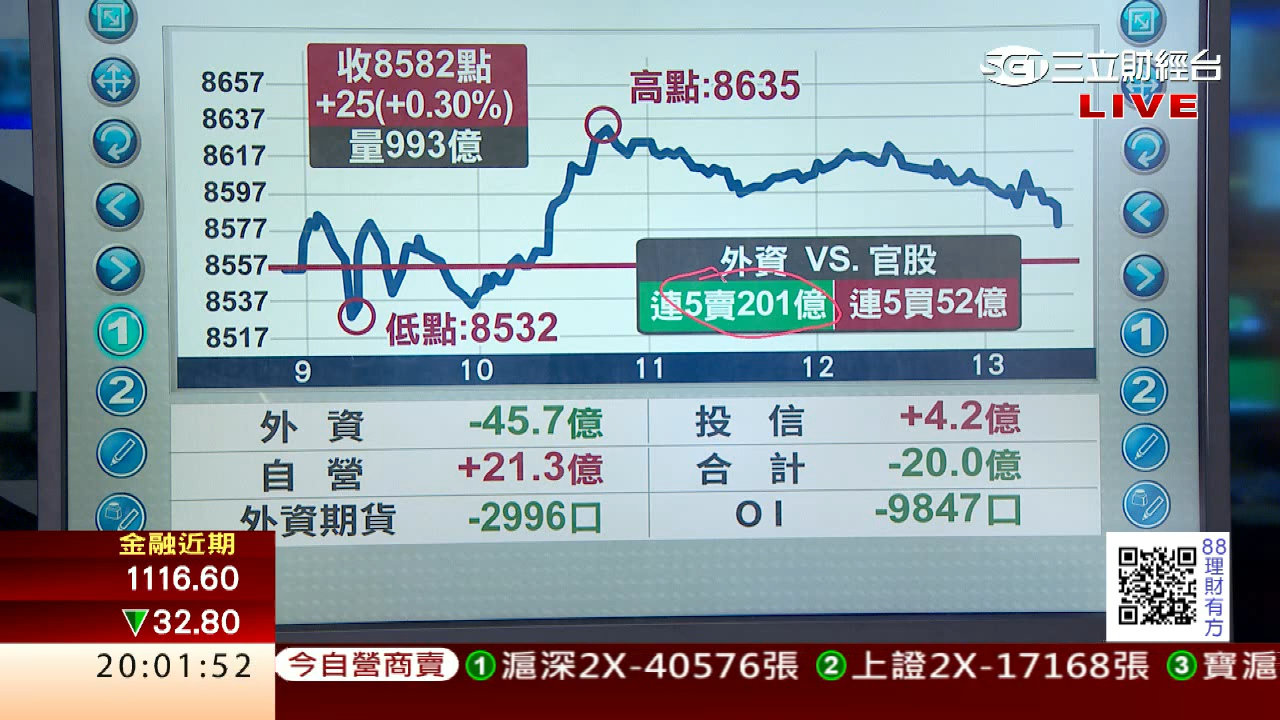 SET 三立財經台
LIVE
收8582點
+25(+0.30%)
量993億
高點:8635
低點:8532
8657
8637
8617
8597
8577
8557
8537
8517
外資 VS. 官股
連5賣201億 連5買52億
9 10 11 12 13
外資 -45.7億 投信 +4.2億
自營 +21.3億 合計 -20.0億
外資期貨 -2996口 OI -9847口
1
2
1
2
金融近期
1116.60
▼32.80
88理財有方
20:01:52 今自營商賣 1 滬深2X-40576張 2 上證2X-17168張 3 寶滬